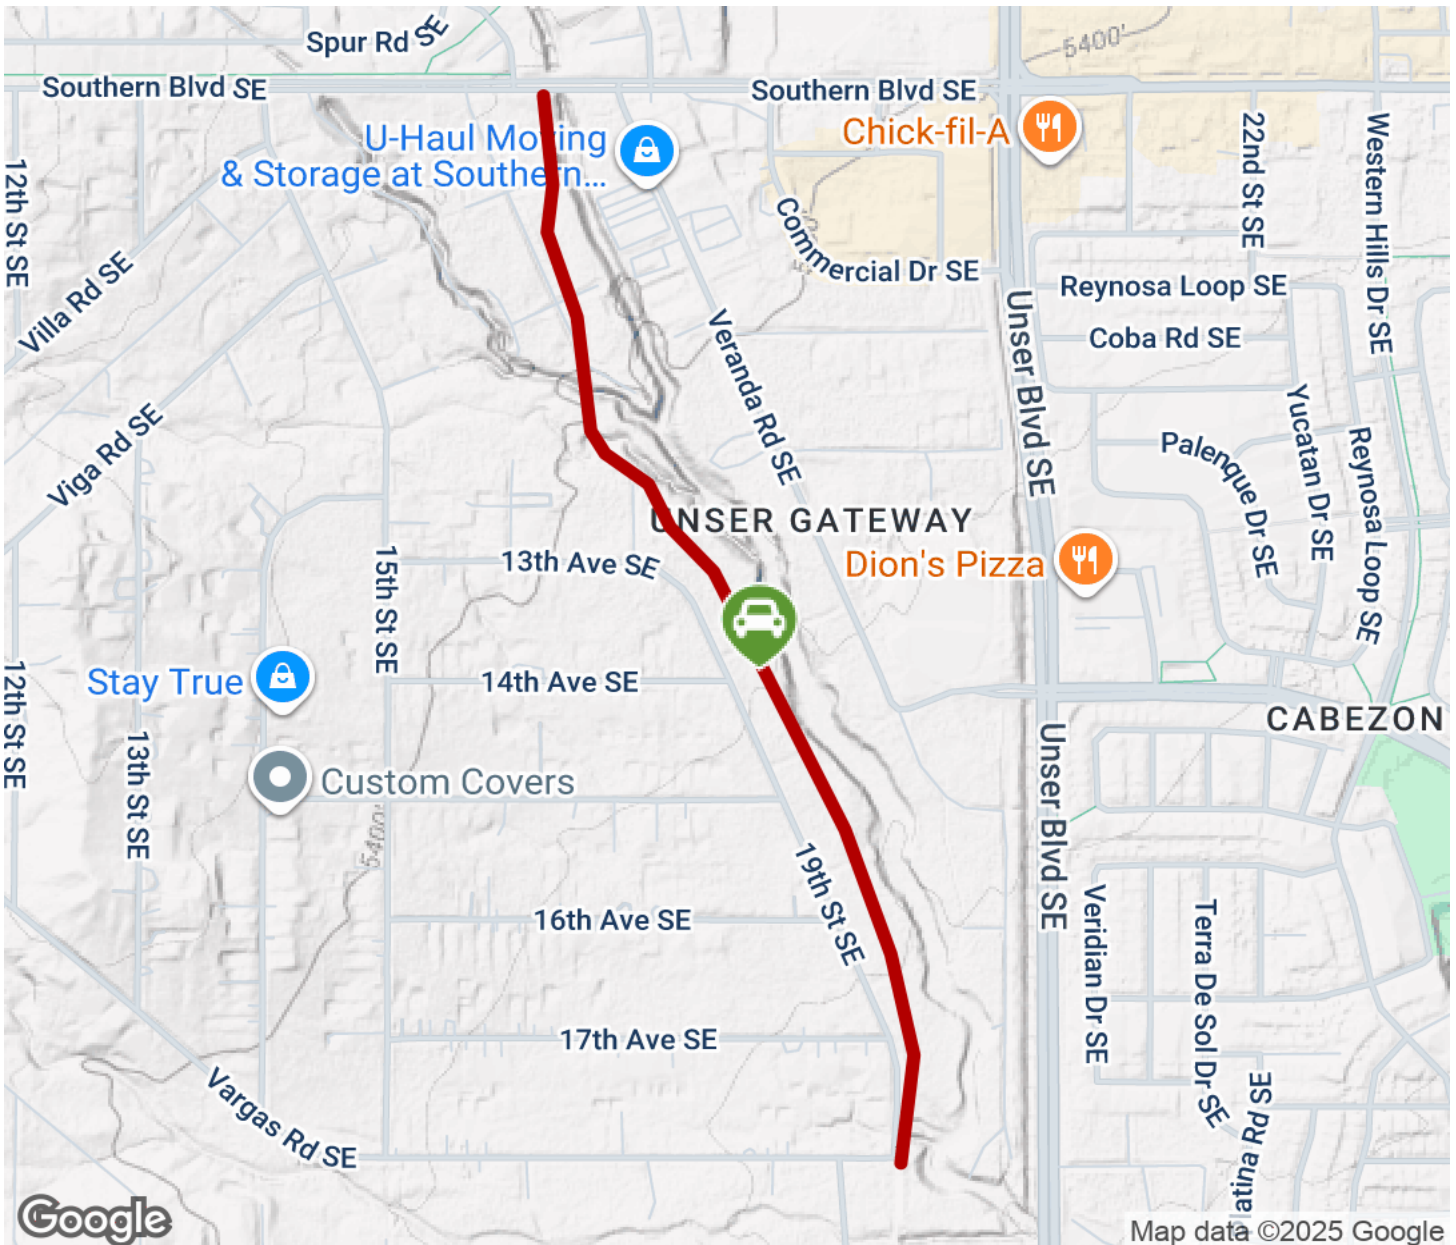 Spur Rd SE
5400'
Southern Blvd SE
Southern Blvd SE
Chick-fil-A
U-Haul Moving
& Storage at Southern...
12th St SE
22nd St SE
Western Hills Dr SE
Commercial Dr SE
Villa Rd SE
Reynosa Loop SE
Unser Blvd SE
Coba Rd SE
Veranda Rd SE
Yucatan Dr SE
Viga Rd SE
Palenque Dr SE
Reynosa Loop SE
UNSER GATEWAY
13th Ave SE
Dion's Pizza
15th St SE
Stay True
14th Ave SE
12th St SE
CABEZON
13th St SE
Unser Blvd SE
Custom Covers
5400
19th St SE
16th Ave SE
Veridian Dr SE
Terra De Sol Dr SE
17th Ave SE
Vargas Rd SE
Platina Rd SE
Google
Map data ©2025 Google